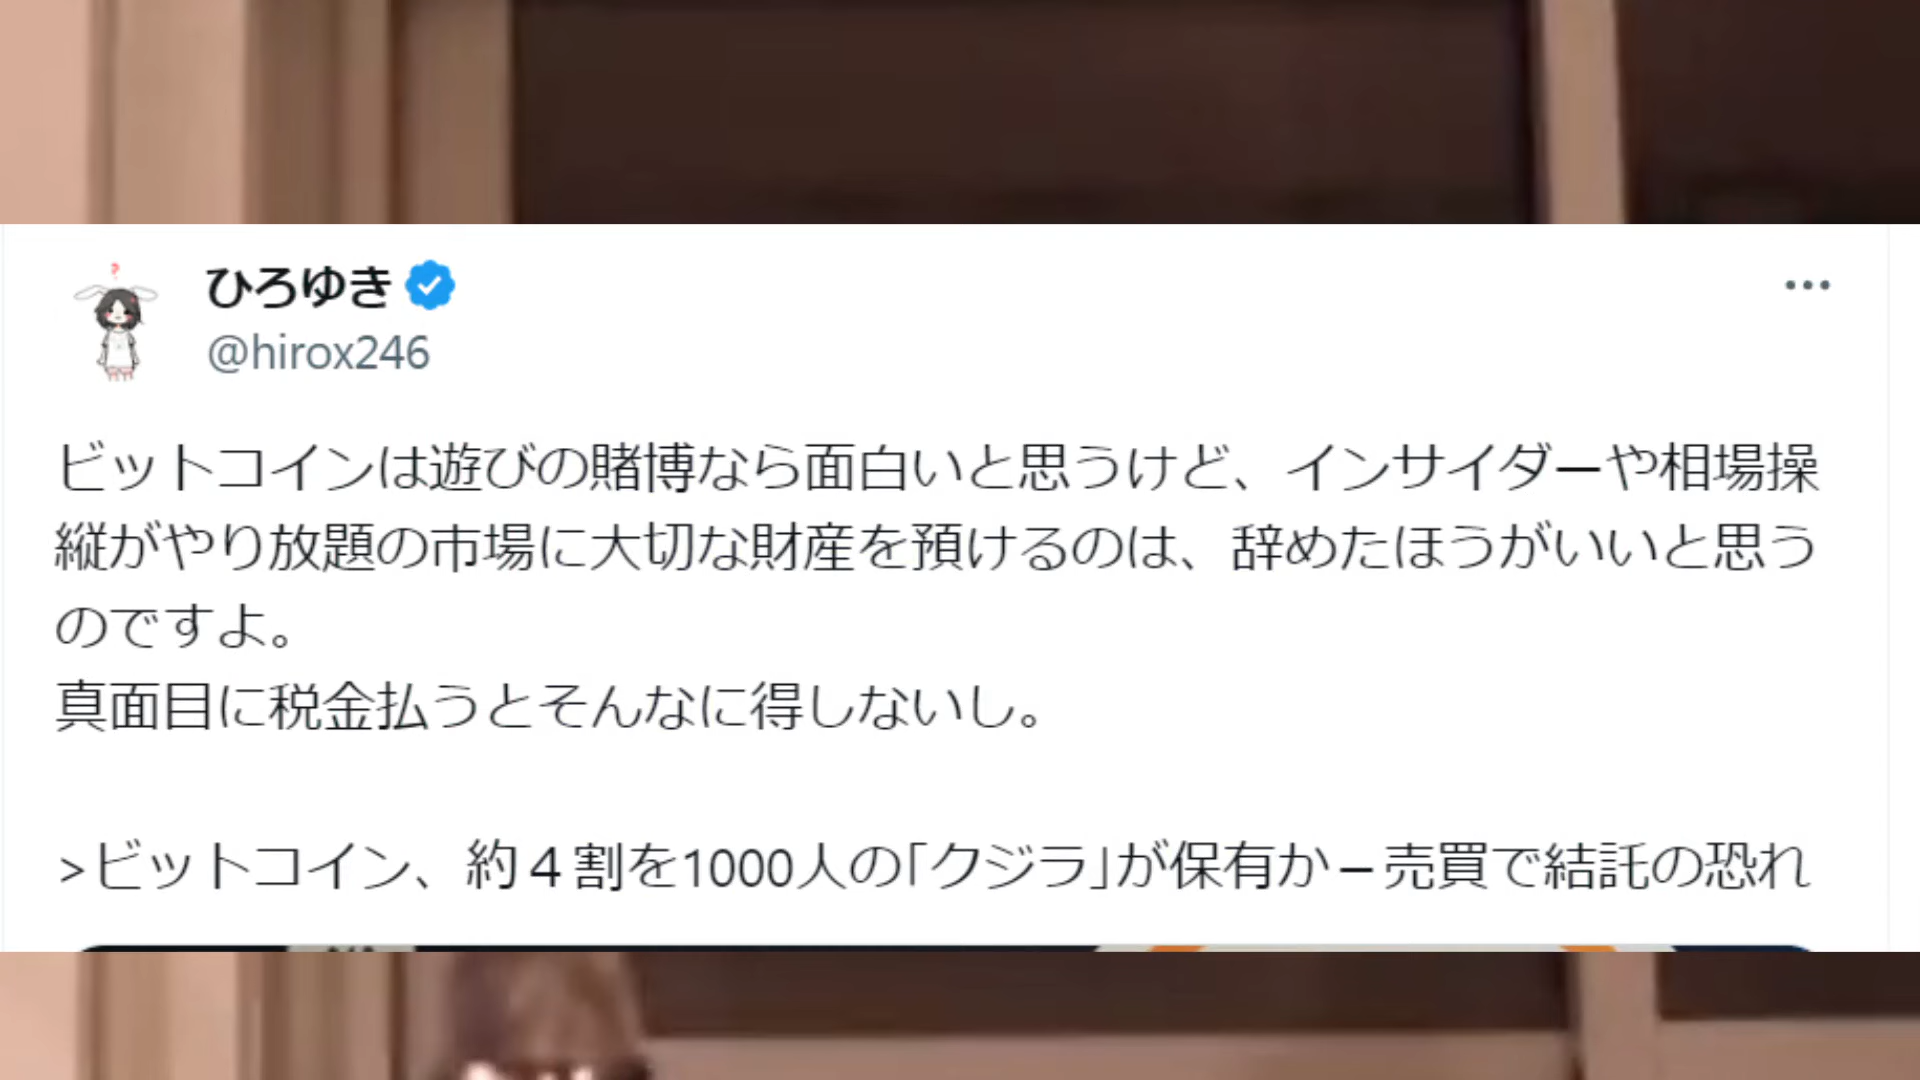 ひろゆき
@hirox246
ビットコインは遊びの賭博なら面白いと思うけど、インサイダーや相場操
縦がやり放題の市場に大切な財産を預けるのは、辞めたほうがいいと思う
のですよ。
真面目に税金払うとそんなに得しないし。
>ビットコイン、約４割を1000人の｢クジラ｣が保有か – 売買で結託の恐れ